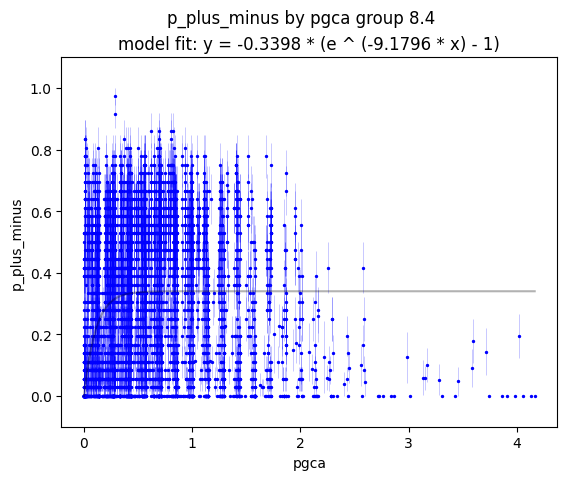 p_plus_minus by pgca group 8.4
model fit: y = -0.3398 * (e ^ (-9.1796 * x) - 1)
p_plus_minus
1.0
0.8
0.6
0.4
0.2
0.0
0 1 2 3 4
pgca